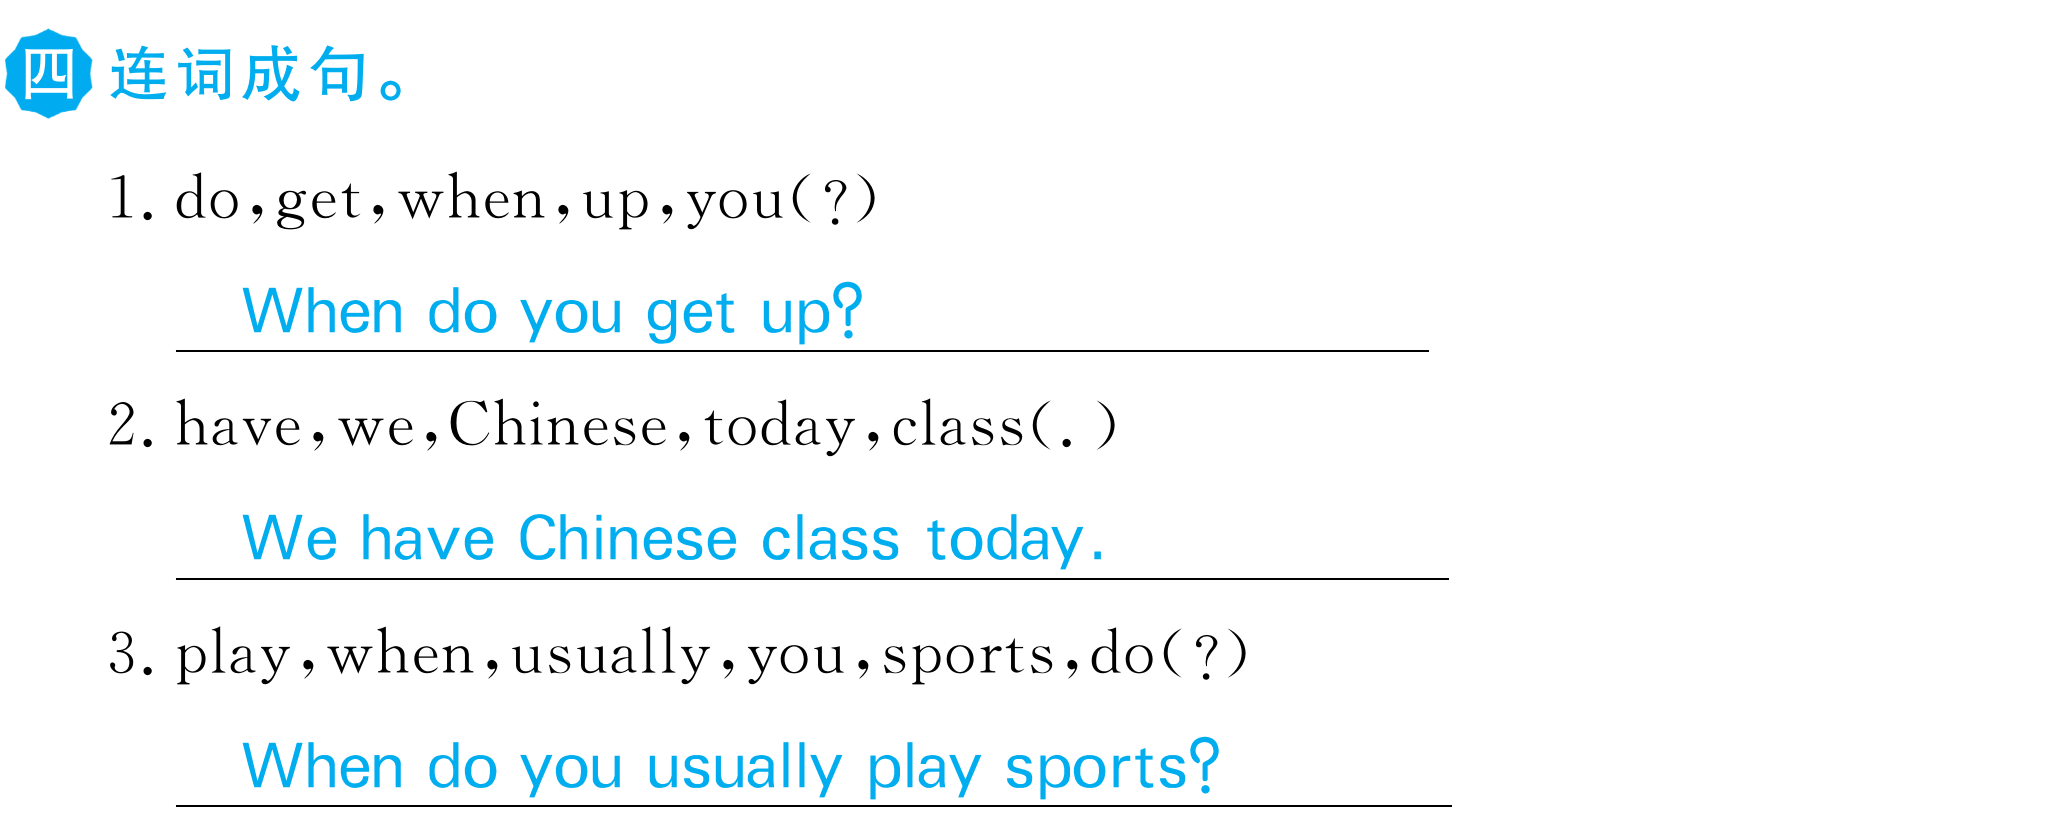 四 连词成句。
1. do,get,when,up,you(?)
When do you get up?
2. have,we,Chinese,today,class(.)
We have Chinese class today.
3. play,when,usually,you,sports,do(?)
When do you usually play sports?